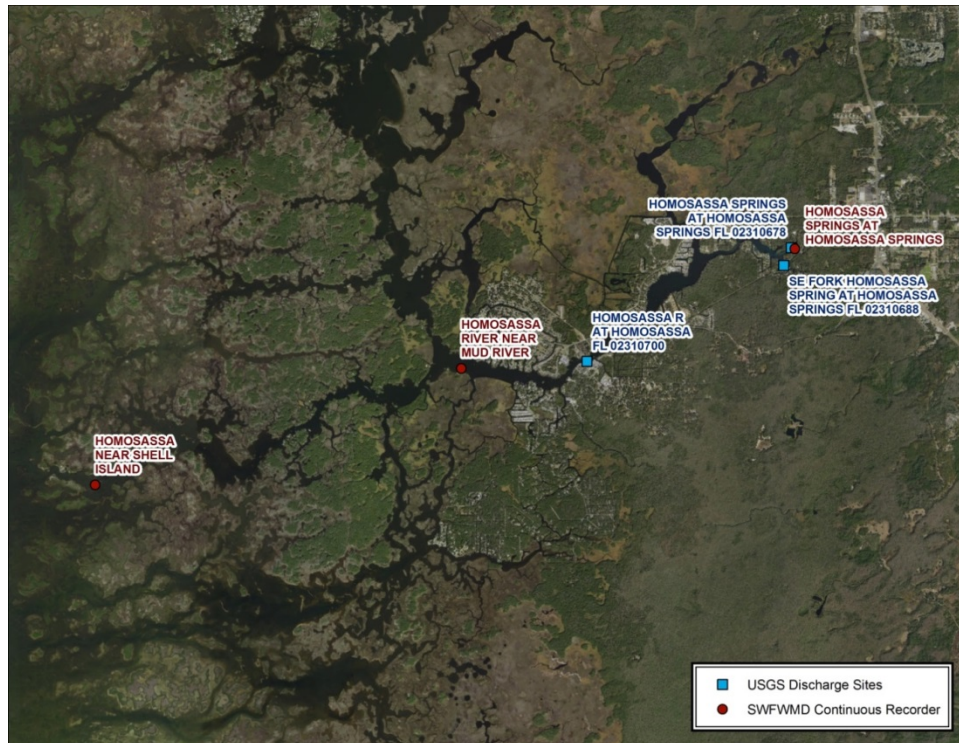 HOMOSASSA SPRINGS
AT HOMOSASSA
SPRINGS FL 02310678
HOMOSASSA
SPRINGS AT
HOMOSASSA SPRINGS
SE FORK HOMOSASSA
SPRING AT HOMOSASSA
SPRINGS FL 02310688
HOMOSASSA R
AT HOMOSASSA
FL 02310700
HOMOSASSA
RIVER NEAR
MUD RIVER
HOMOSASSA
NEAR SHELL
ISLAND
USGS Discharge Sites
SWFWMD Continuous Recorder